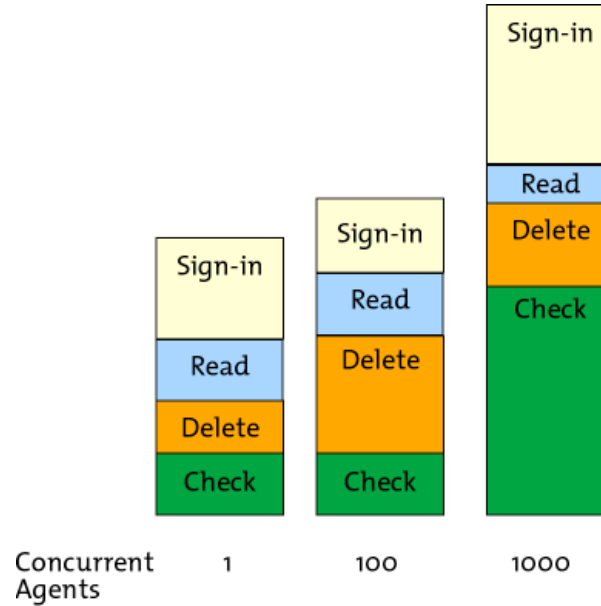 Sign-in
Sign-in
Sign-in
Read
Read
Read
Delete
Delete
Delete
Check
Check
Check
Concurrent 1 100 1000
Agents